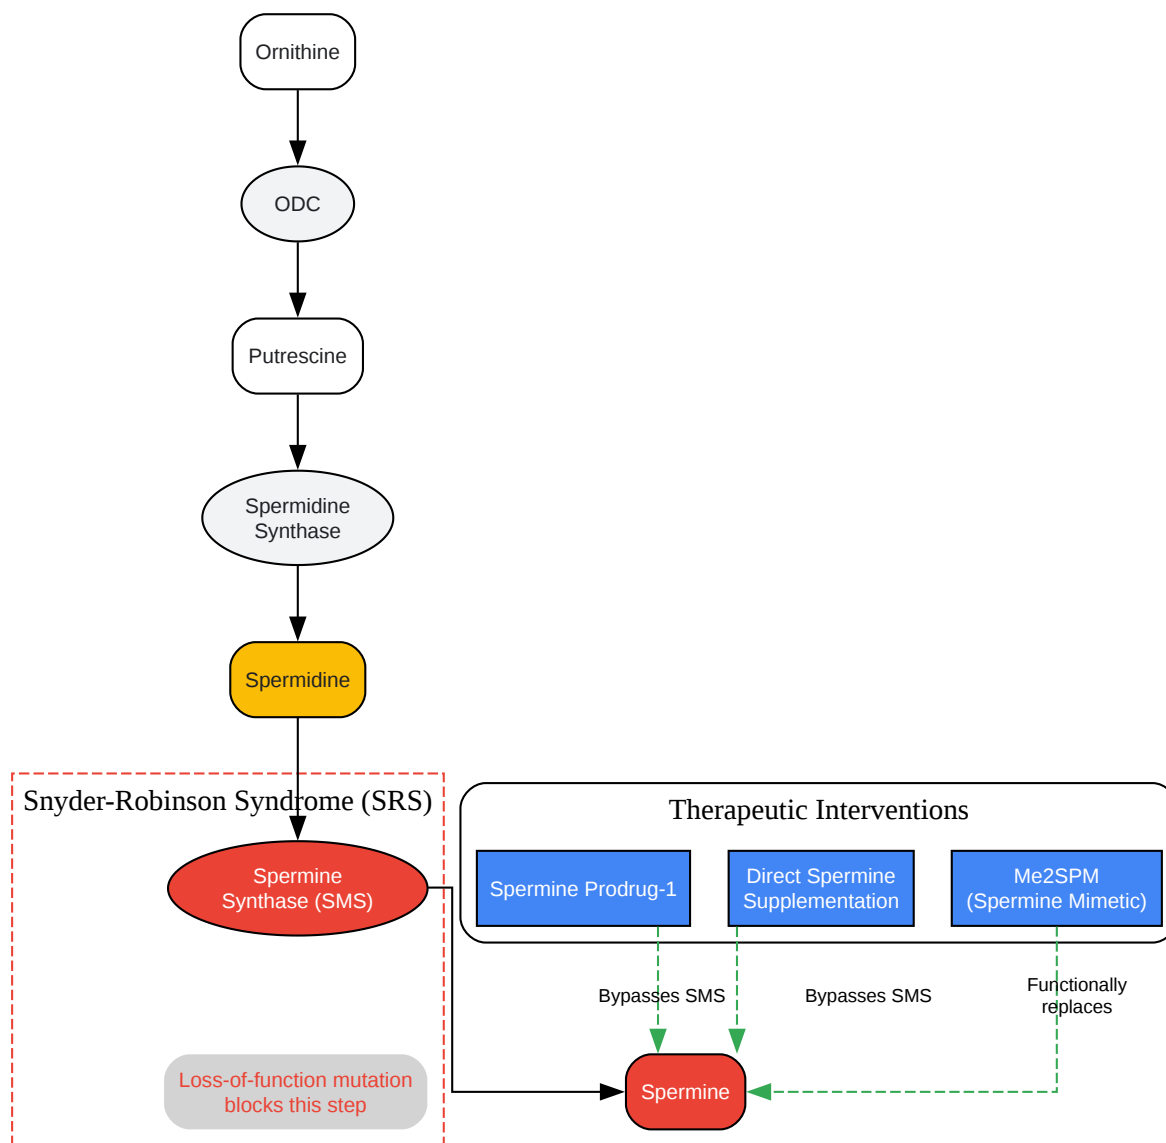 Ornithine
ODC
Putrescine
Spermidine
Synthase
Spermidine
Snyder-Robinson Syndrome (SRS)
Spermine
Synthase (SMS)
Therapeutic Interventions
Spermine Prodrug-1
Direct Spermine
Supplementation
Me2SPM
(Spermine Mimetic)
Bypasses SMS
Bypasses SMS
Functionally
replaces
Loss-of-function mutation
blocks this step
Spermine